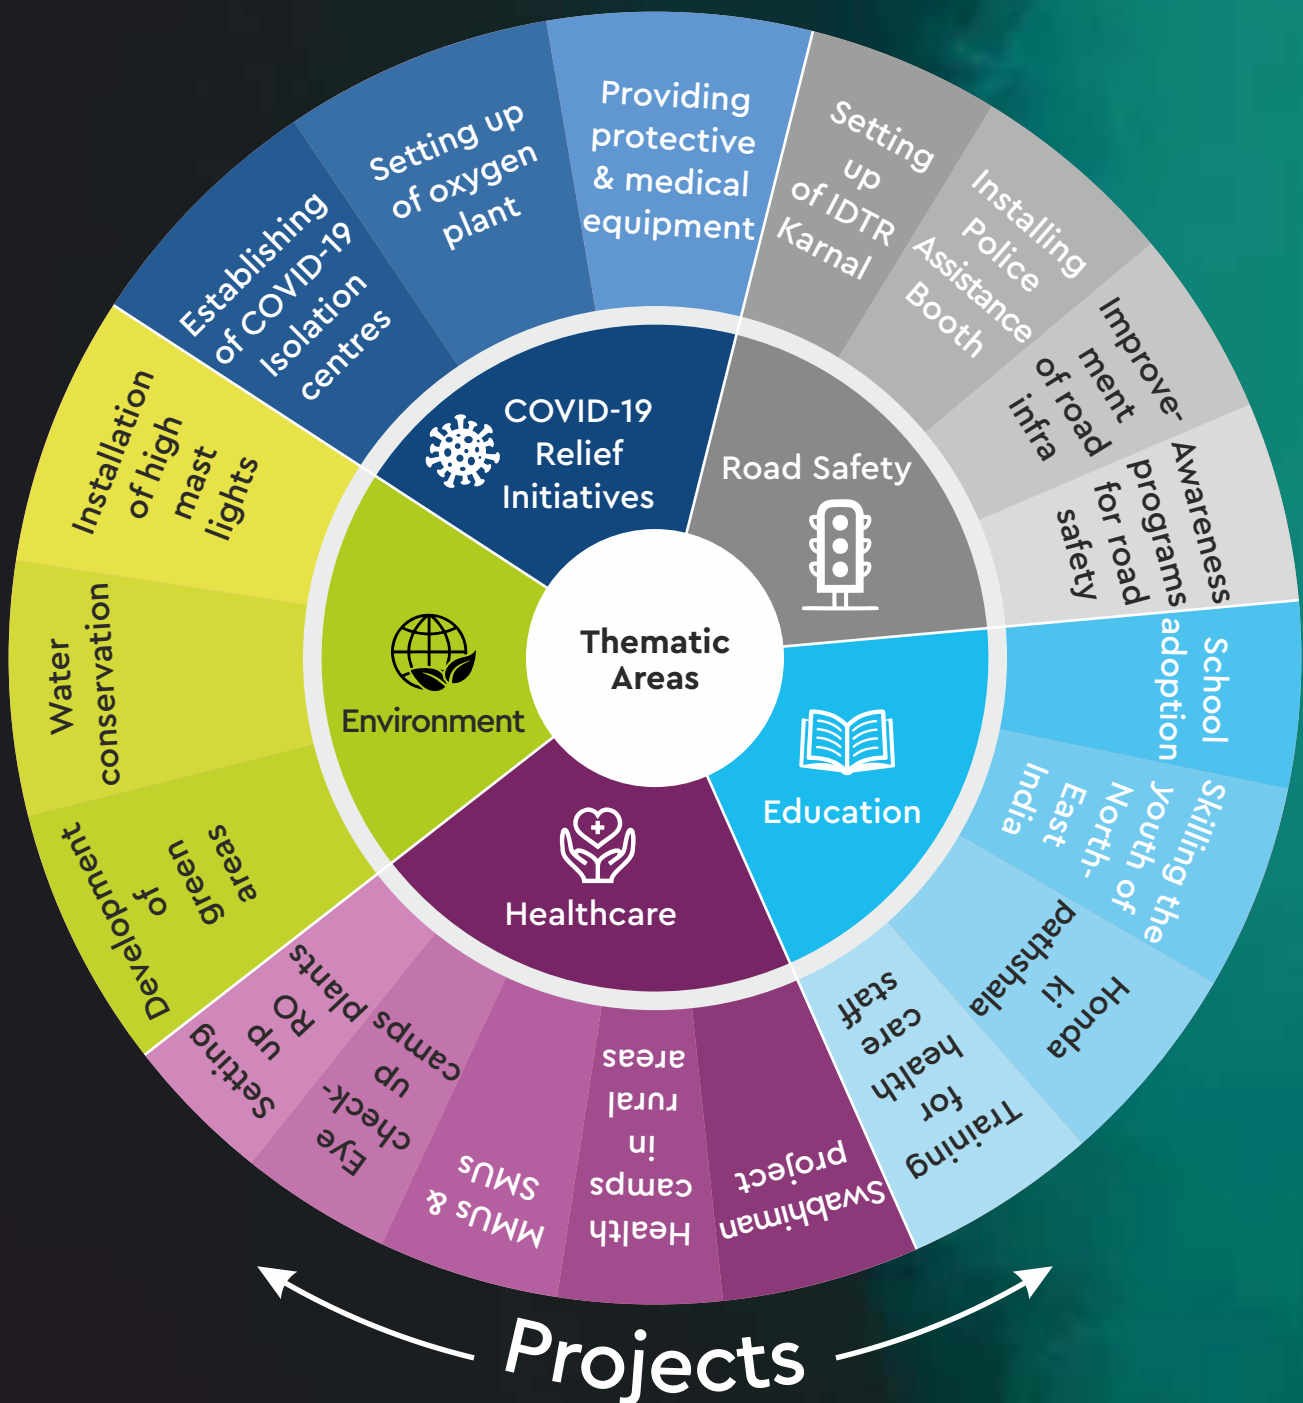 Thematic
Areas
COVID-19
Relief
Initiatives
Road Safety
Education
Healthcare
Environment
Establishing
of COVID-19
Isolation
centres
Setting up
of oxygen
plant
Providing
protective
& medical
equipment
Setting
up
of IDTR
Karnal
Installing
Police
Assistance
Booth
Improve-
ment
of road
infra
Awareness
programs
for road
safety
School
adoption
Skilling the
youth of
North-
East
India
Honda
ki
pathshala
Training
for
health
care
staff
Swabhiman
project
Health
camps
in
rural
areas
MMUs &
SMUs
Eye
check-
up
camps
Setting
up
RO
plants
Development
of
green
areas
Water
conservation
Installation
of high
mast
lights
Projects